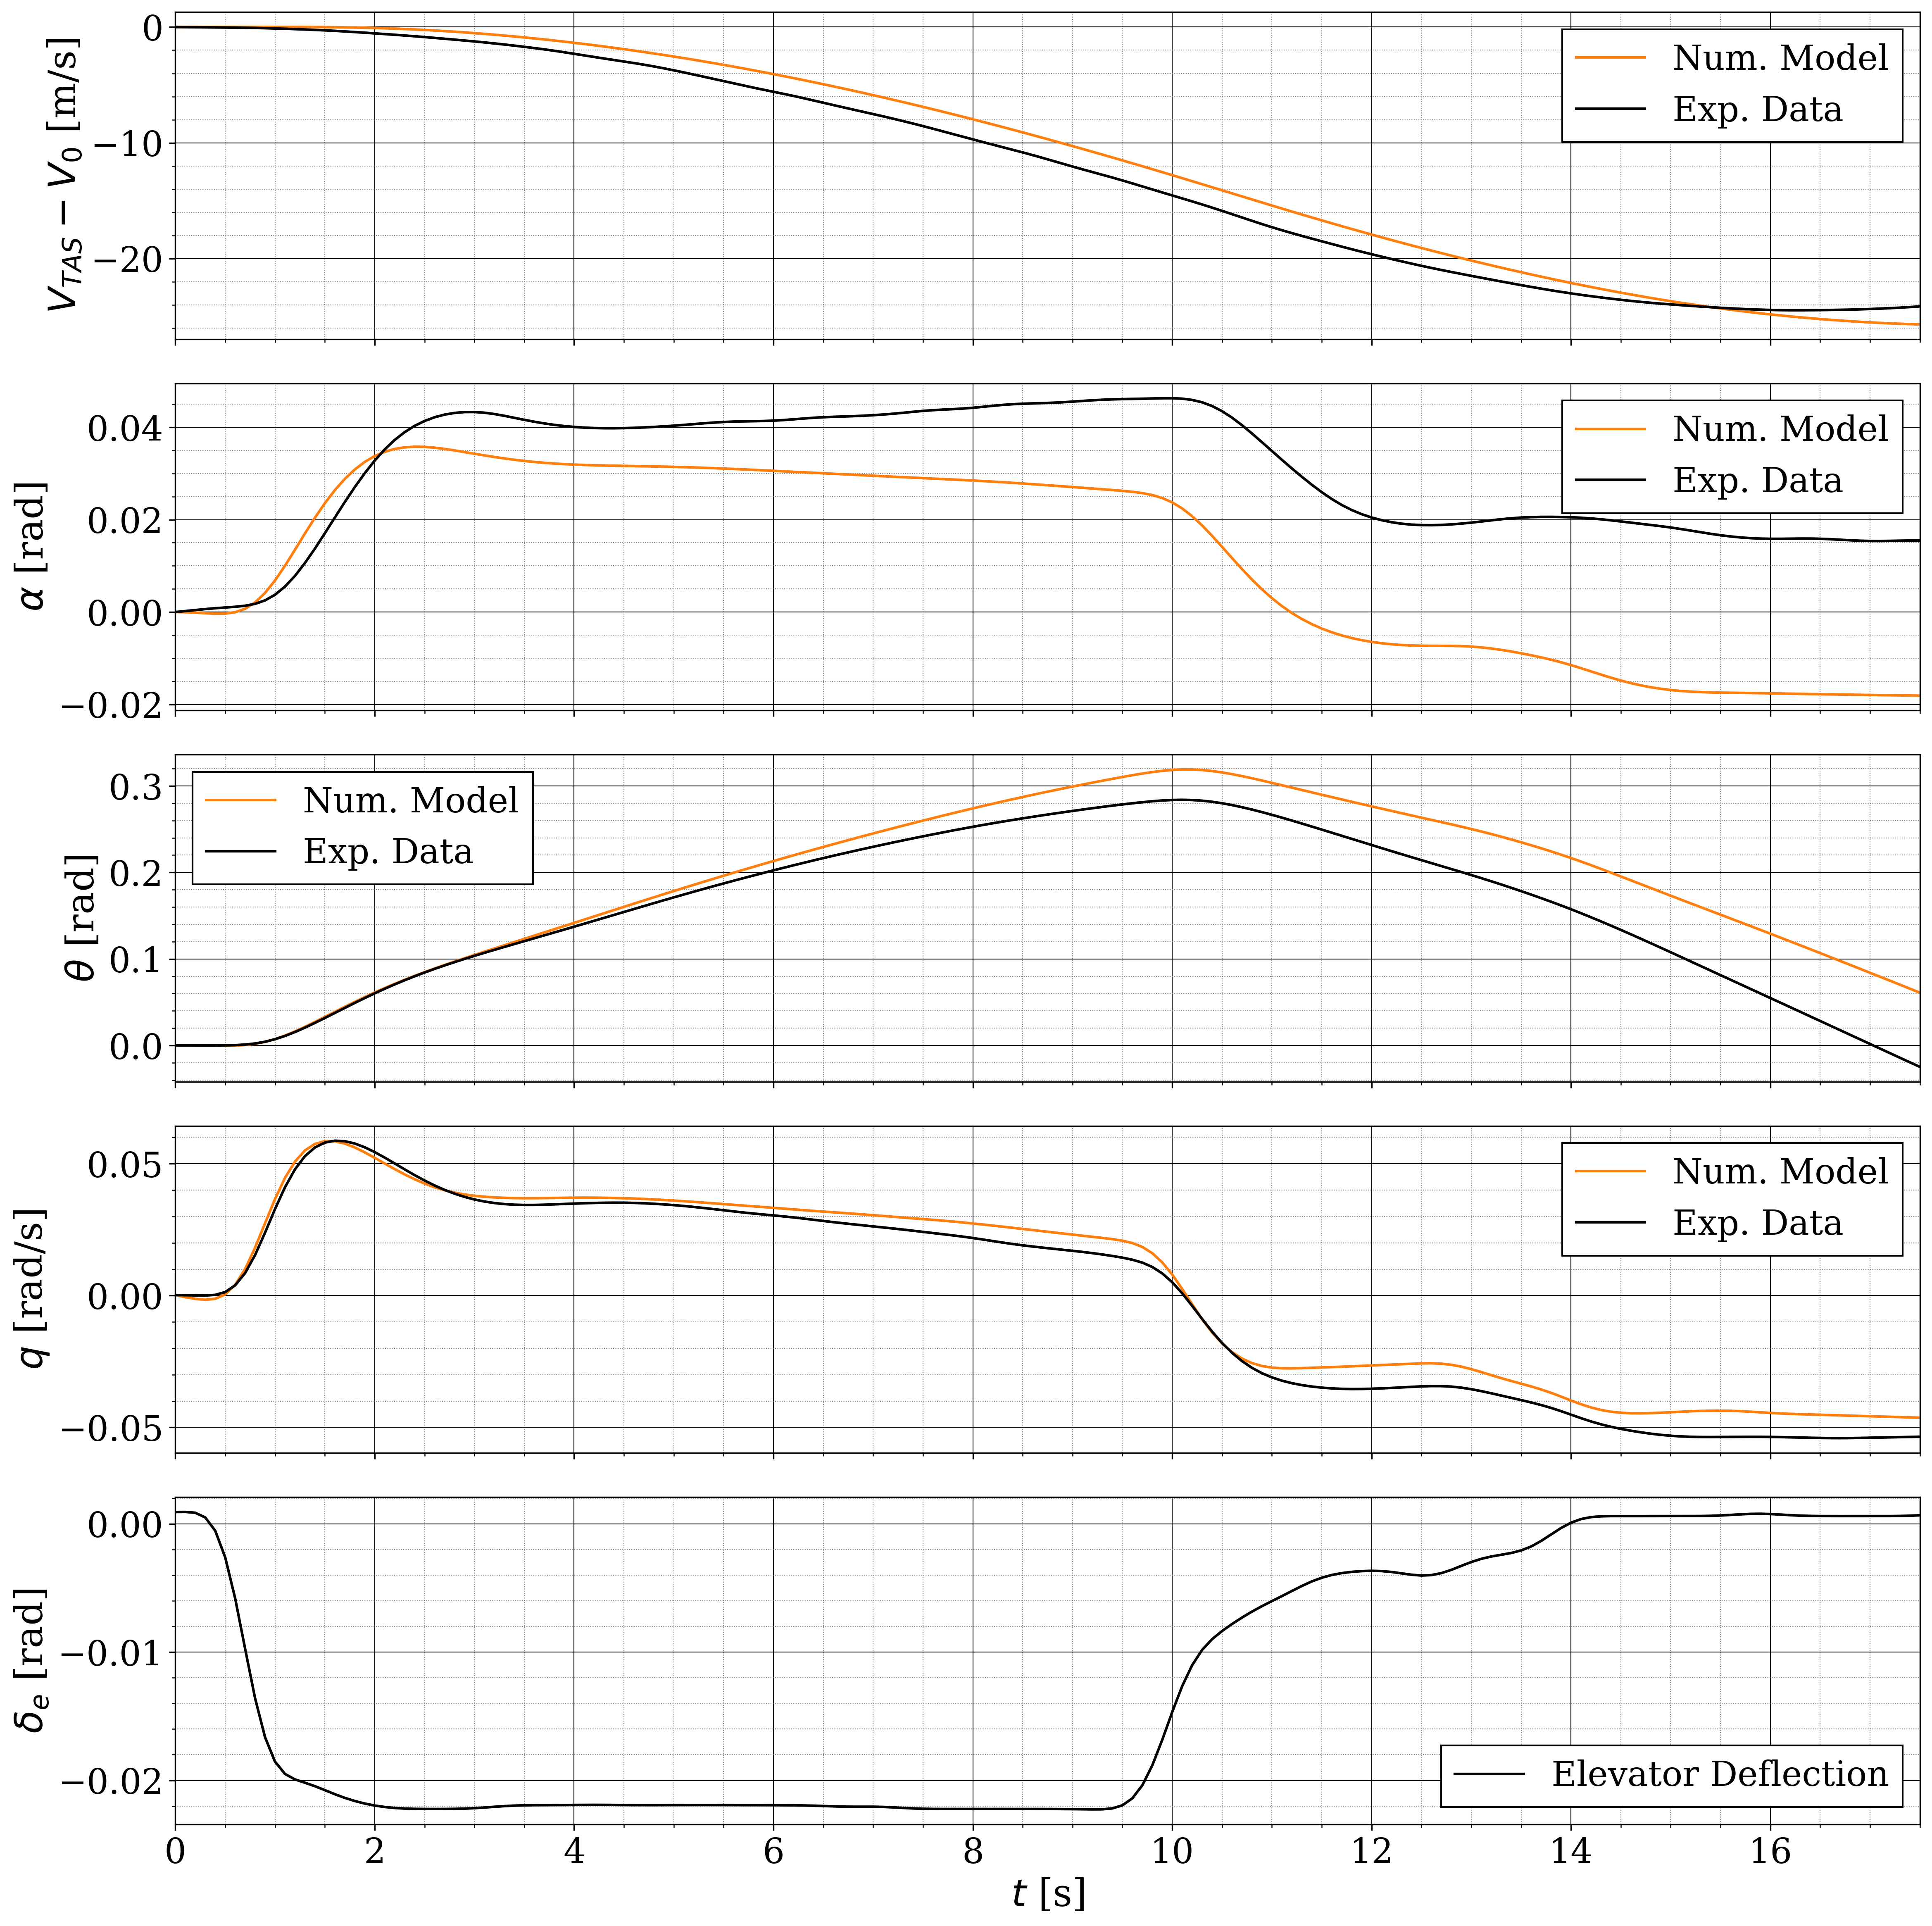 V_TAS − V_0 [m/s]
0
−10
−20
Num. Model
Exp. Data
α [rad]
0.04
0.02
0.00
−0.02
Num. Model
Exp. Data
θ [rad]
0.3
0.2
0.1
0.0
Num. Model
Exp. Data
q [rad/s]
0.05
0.00
−0.05
Num. Model
Exp. Data
δ_e [rad]
0.00
−0.01
−0.02
Elevator Deflection
0 2 4 6 8 10 12 14 16
t [s]